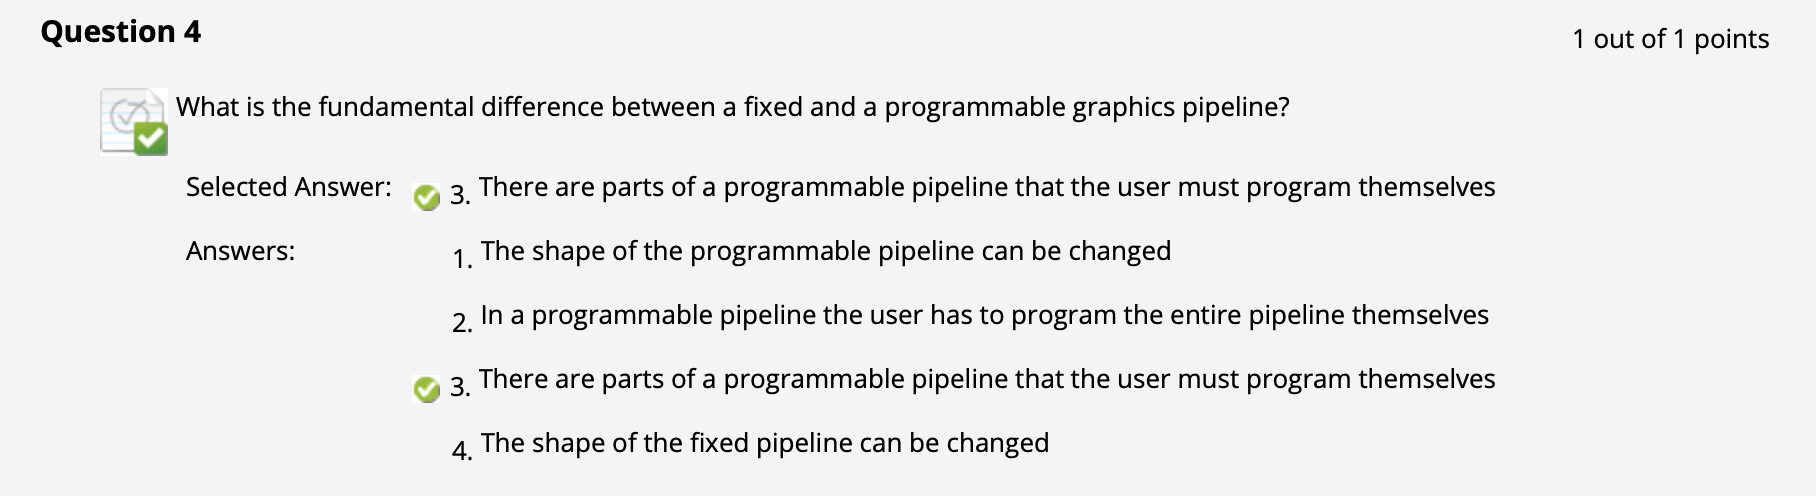 Question 4
1 out of 1 points
What is the fundamental difference between a fixed and a programmable graphics pipeline?
Selected Answer: 3. There are parts of a programmable pipeline that the user must program themselves
Answers: 1. The shape of the programmable pipeline can be changed
2. In a programmable pipeline the user has to program the entire pipeline themselves
3. There are parts of a programmable pipeline that the user must program themselves
4. The shape of the fixed pipeline can be changed